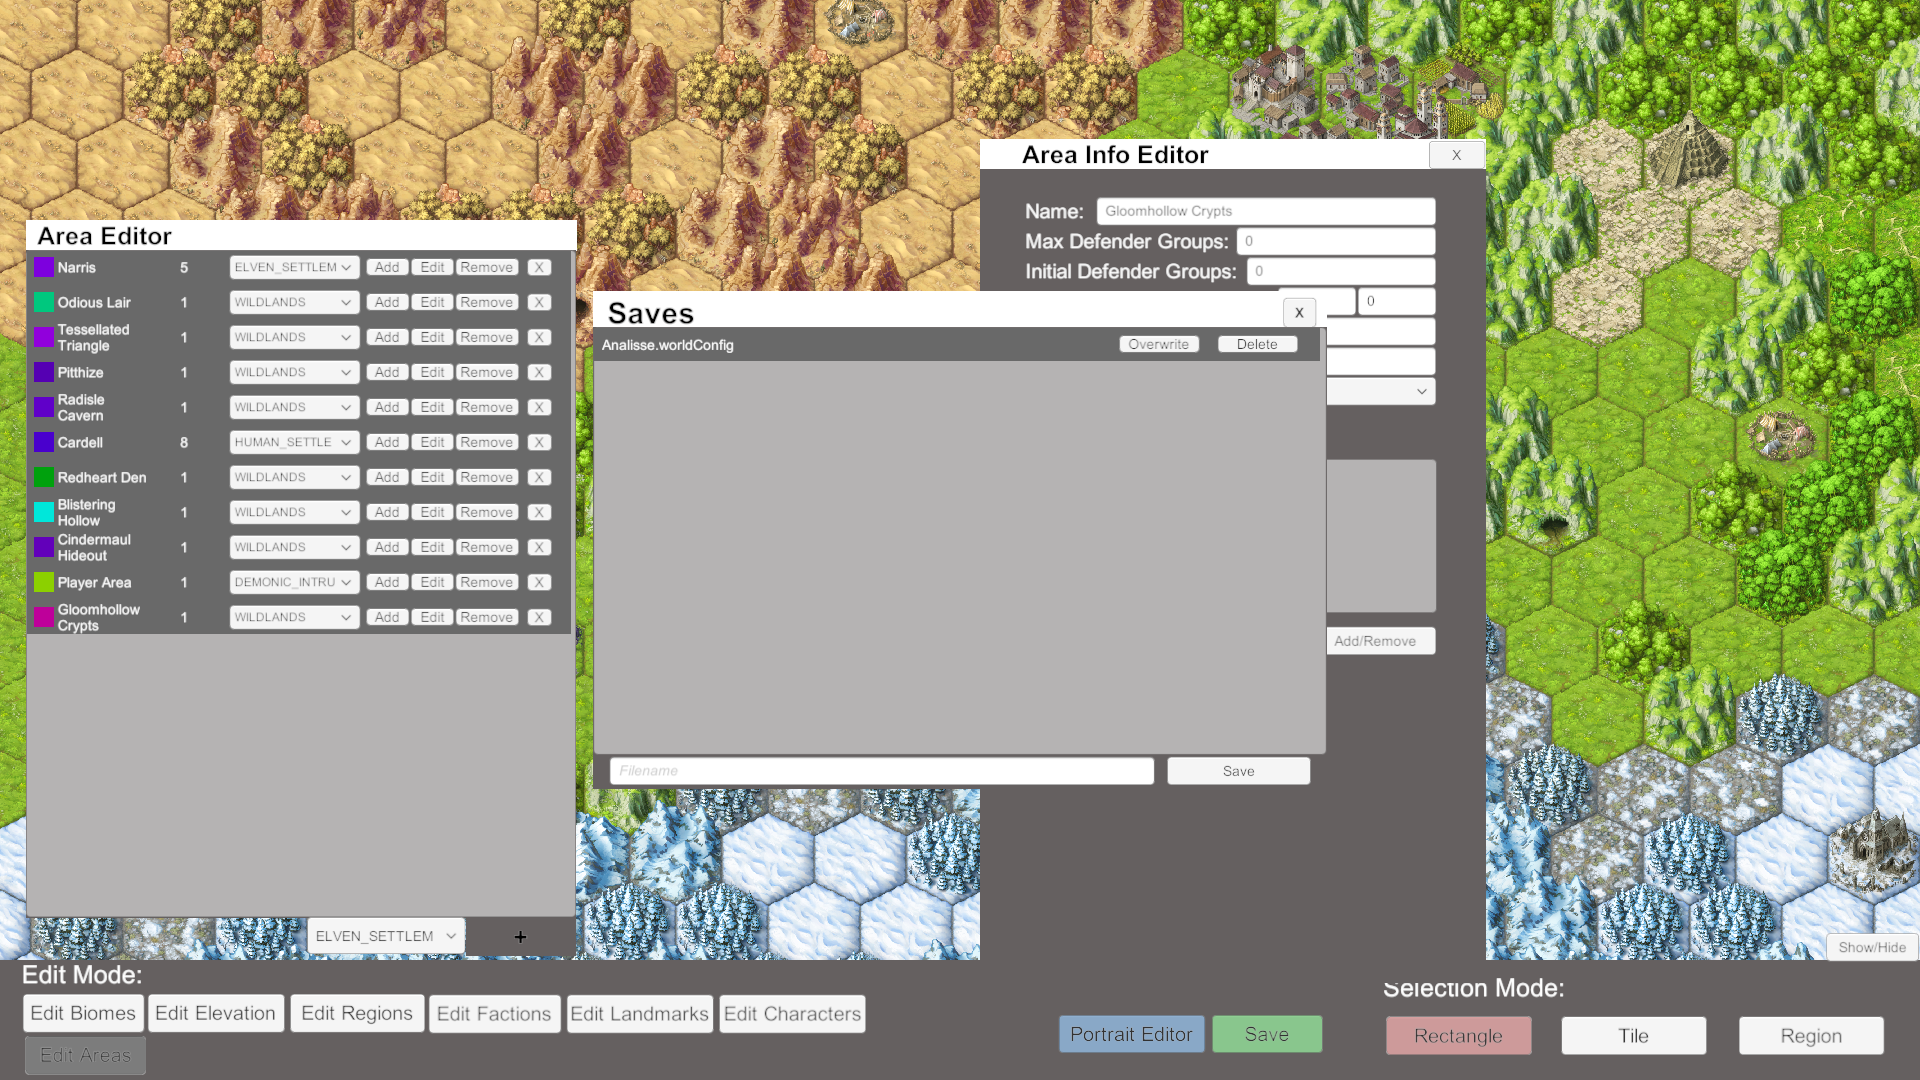 Area Info Editor
X
Name:
Gloomhollow Crypts
Max Defender Groups:
0
Initial Defender Groups:
0
0
Add/Remove
Area Editor
Narris 5 ELVEN_SETTLEM Add Edit Remove X
Odious Lair 1 WILDLANDS Add Edit Remove X
Tessellated
Triangle 1 WILDLANDS Add Edit Remove X
Pitthize 1 WILDLANDS Add Edit Remove X
Radisle
Cavern 1 WILDLANDS Add Edit Remove X
Cardell 8 HUMAN_SETTLE Add Edit Remove X
Redheart Den 1 WILDLANDS Add Edit Remove X
Blistering
Hollow 1 WILDLANDS Add Edit Remove X
Cindermaul
Hideout 1 WILDLANDS Add Edit Remove X
Player Area 1 DEMONIC_INTRU Add Edit Remove X
Gloomhollow
Crypts 1 WILDLANDS Add Edit Remove X
ELVEN_SETTLEM +
Saves
X
Analisse.worldConfig Overwrite Delete
Filename Save
Show/Hide
Edit Mode:
Edit Biomes Edit Elevation Edit Regions Edit Factions Edit Landmarks Edit Characters
Edit Areas
Portrait Editor Save
Selection Mode:
Rectangle Tile Region